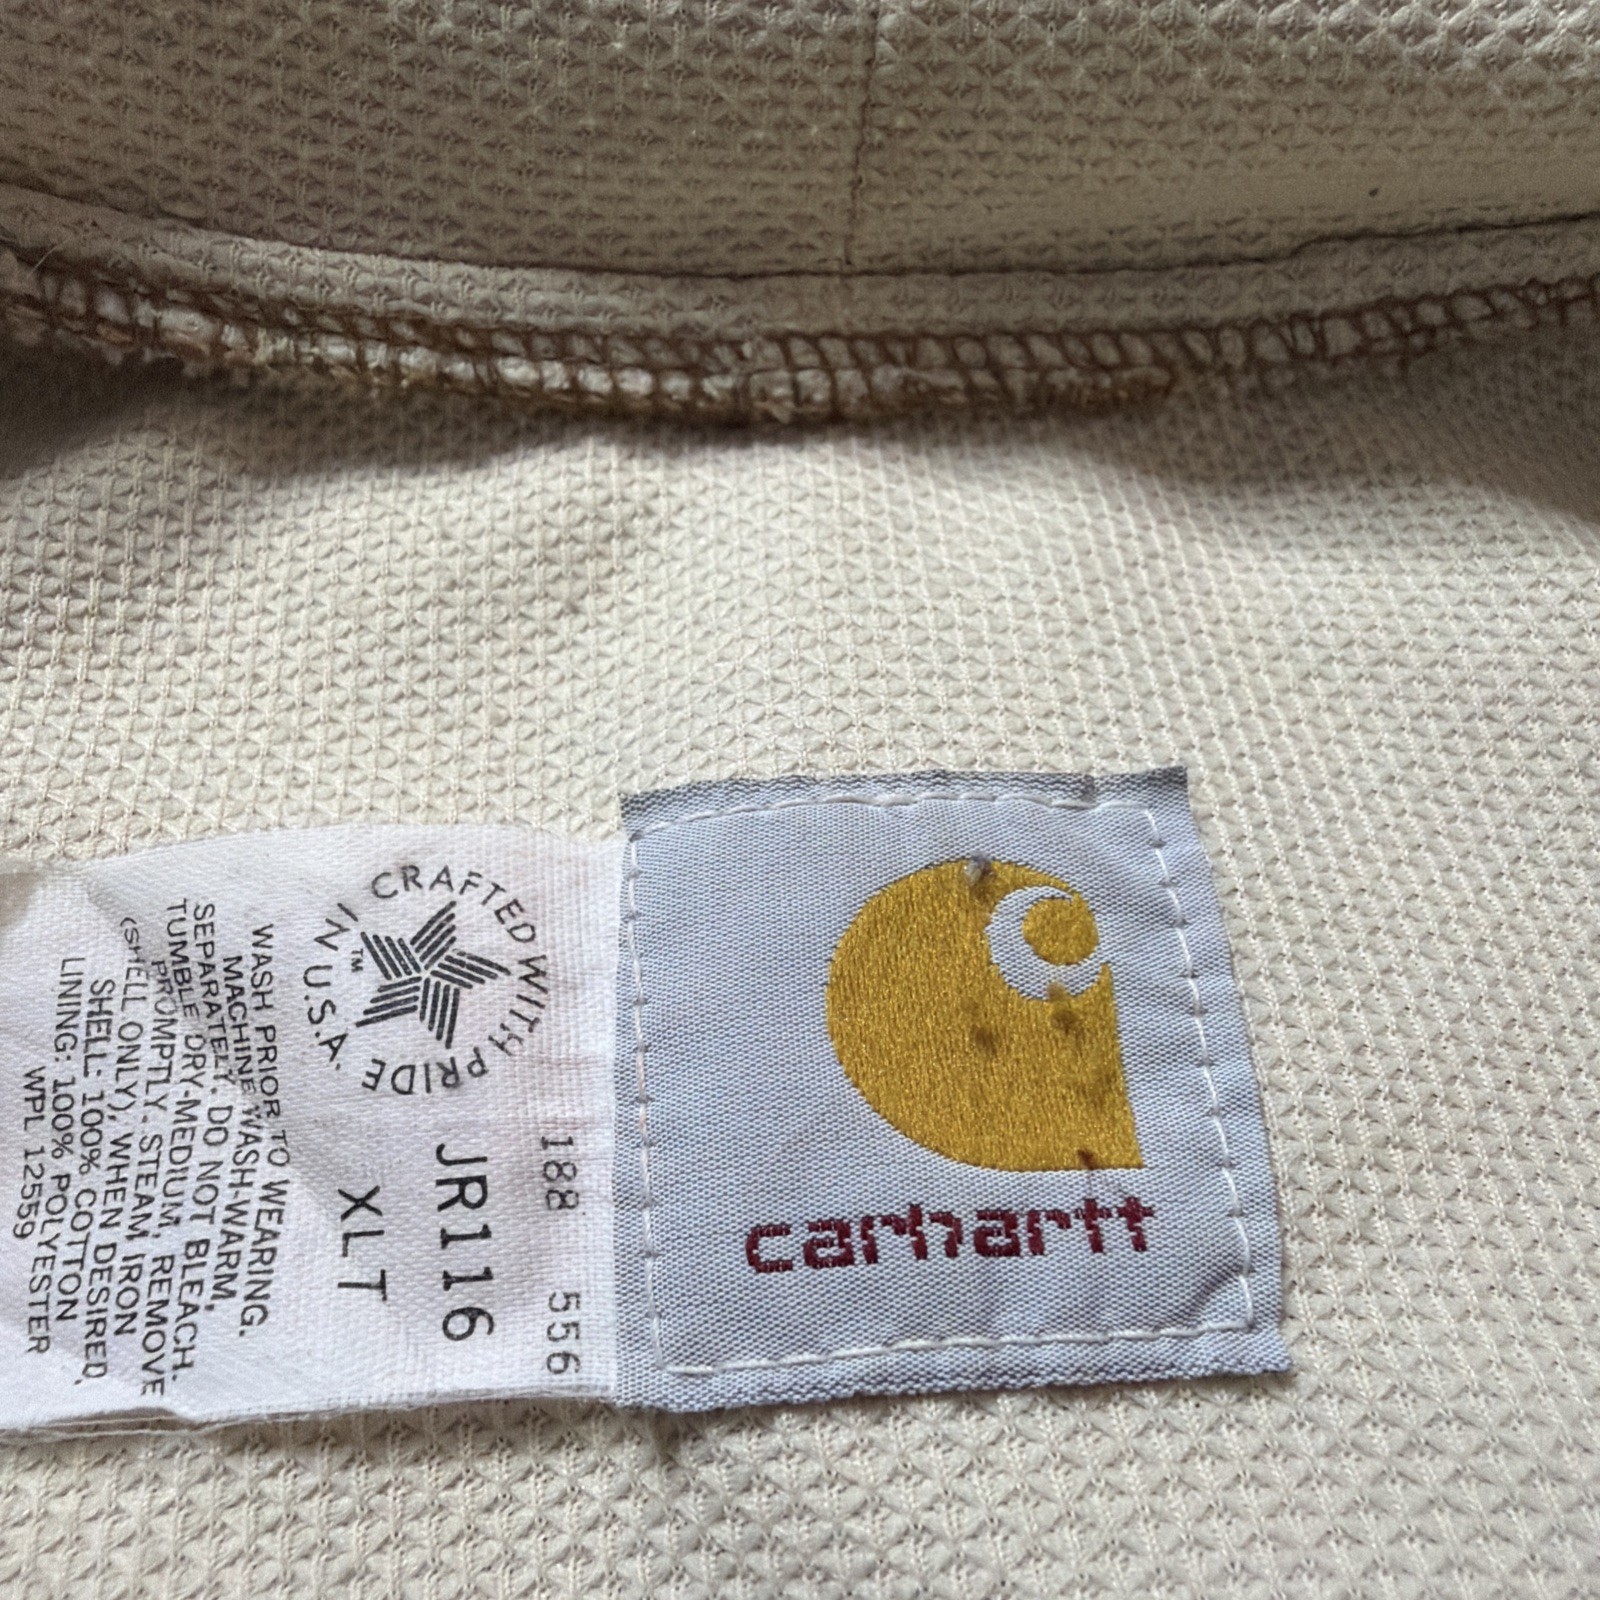 188 556
JR116
XLT
CRAFTED WITH PRIDE
IN U.S.A.
™
WASH PRIOR TO WEARING.
MACHINE WASH-WARM,
SEPARATELY. DO NOT BLEACH.
TUMBLE DRY-MEDIUM, REMOVE
PROMPTLY. STEAM IRON
(SHELL ONLY), WHEN DESIRED.
SHELL: 100% COTTON
LINING: 100% POLYESTER
WPL 12559
carhartt